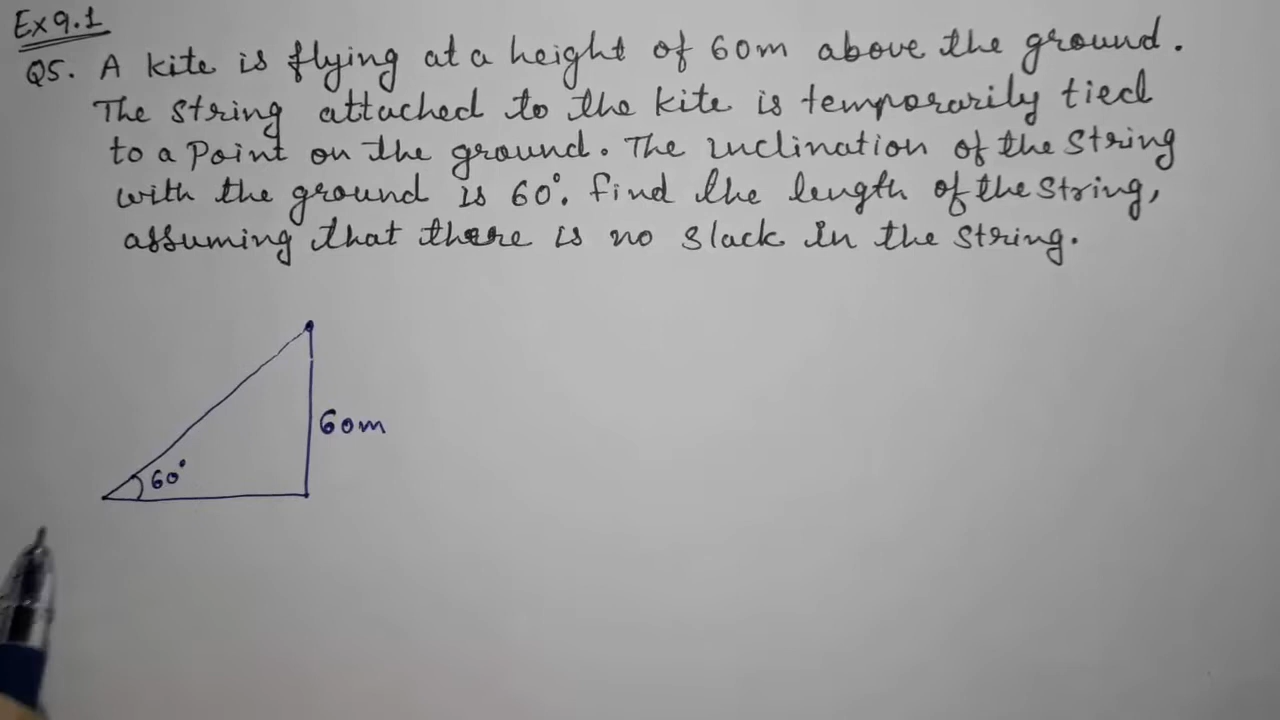 Ex 9.1
Q5. A kite is flying at a height of 60m above the ground.
The string attached to the kite is temporarily tied
to a point on the ground. The inclination of the string
with the ground is 60°. find the length of the string,
assuming that there is no slack in the string.
60m
60°